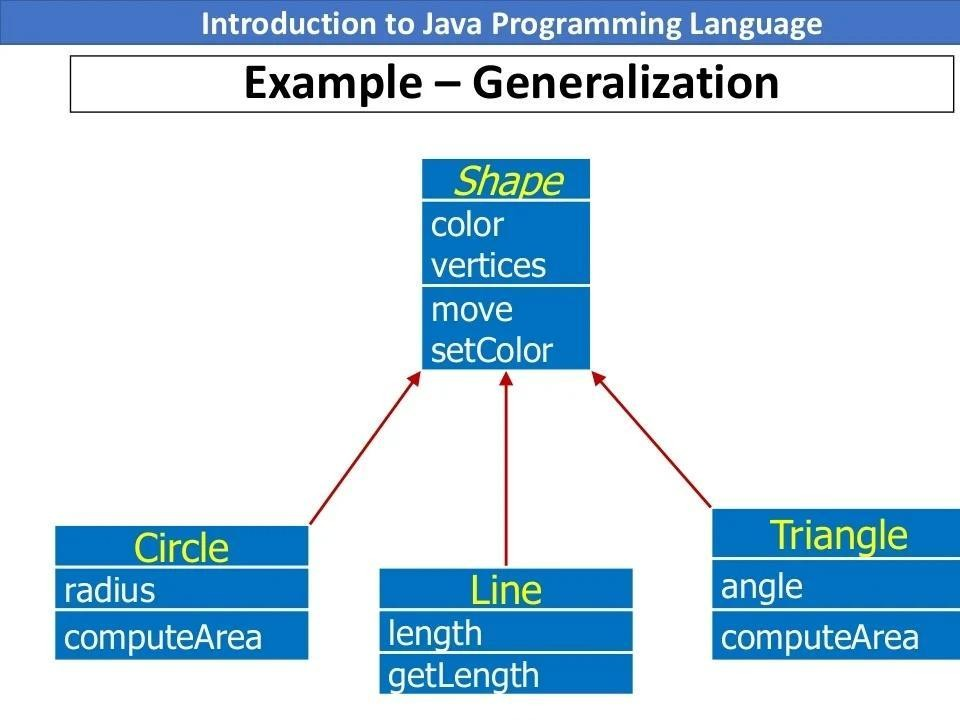 Introduction to Java Programming Language
Example – Generalization
Shape
color
vertices
move
setColor
Circle
radius
computeArea
Line
length
getLength
Triangle
angle
computeArea